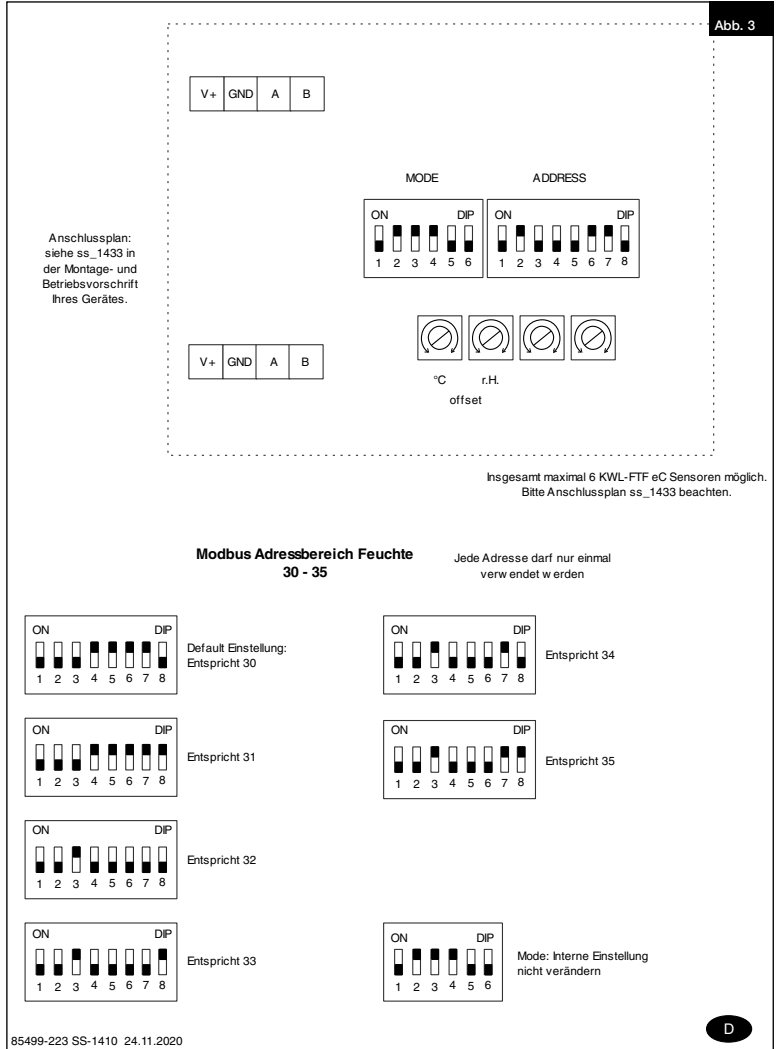 Abb. 3
V+ GND A B
MODE ADDRESS
ON DIP
1 2 3 4 5 6
ON DIP
1 2 3 4 5 6 7 8
Anschlussplan:
siehe ss_1433 in
der Montage- und
Betriebsvorschrift
Ihres Gerätes.
V+ GND A B
°C r.H.
offset
Insgesamt maximal 6 KWL-FTF eC Sensoren möglich.
Bitte Anschlussplan ss_1433 beachten.
Modbus Adressbereich Feuchte
30 - 35
Jede Adresse darf nur einmal
verwendet werden
ON DIP
1 2 3 4 5 6 7 8
Default Einstellung:
Entspricht 30
ON DIP
1 2 3 4 5 6 7 8
Entspricht 34
ON DIP
1 2 3 4 5 6 7 8
Entspricht 31
ON DIP
1 2 3 4 5 6 7 8
Entspricht 35
ON DIP
1 2 3 4 5 6 7 8
Entspricht 32
ON DIP
1 2 3 4 5 6 7 8
Entspricht 33
ON DIP
1 2 3 4 5 6
Mode: Interne Einstellung
nicht verändern
85499-223 SS-1410 24.11.2020
D